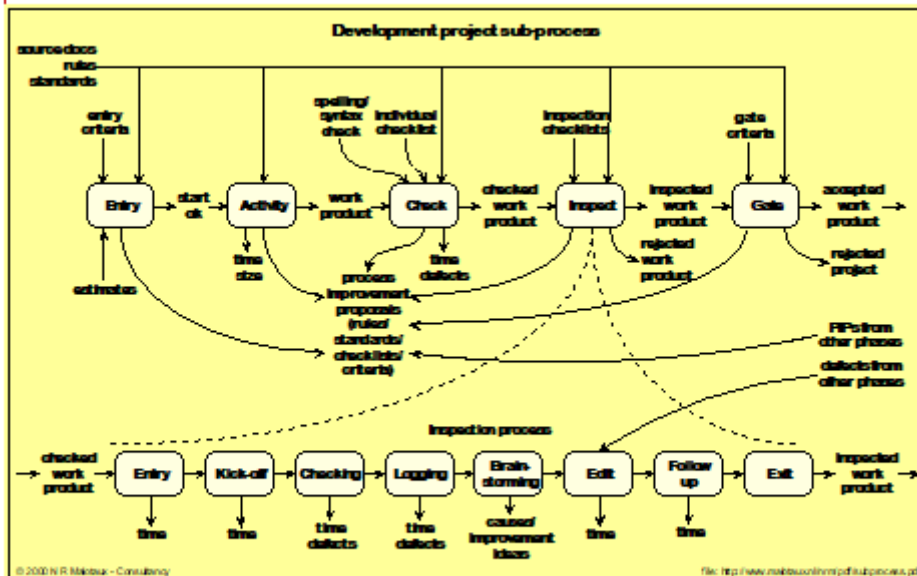 Development project sub-process
source docs
rules
standards
entry
criteria
spelling/
syntax
check
individual
checklist
inspection
checklists
gate
criteria
Entry
start
ok
Activity
work
product
Check
checked
work
product
Inspect
inspected
work
product
Gate
accepted
work
product
estimates
time
size
process
improvement
proposals
(rules/
standards/
checklists/
criteria)
time
defects
rejected
work
product
rejected
project
PIPs from
other phases
defects from
other phases
Inspection process
checked
work
product
Entry
Kick-off
Checking
Logging
Brain-
storming
Edit
Follow
up
Exit
inspected
work
product
time
time
time
defects
time
defects
causes/
improvement
ideas
time
time
© 2000 N R Malotaux - Consultancy